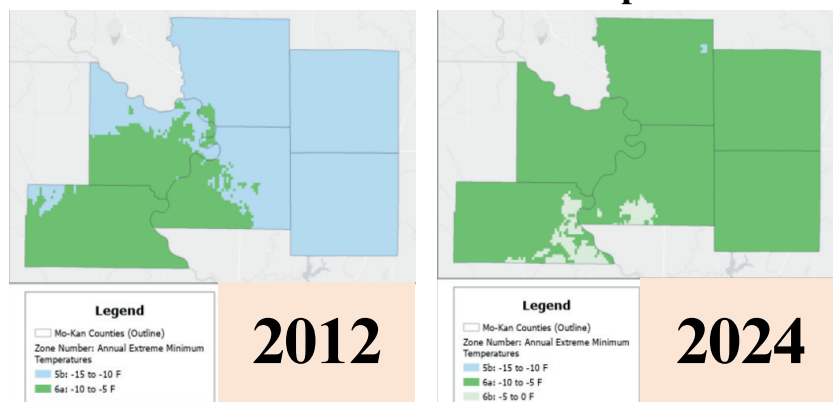 Legend
Mo-Kan Counties (Outline)
Zone Number: Annual Extreme Minimum
Temperatures
5b: -15 to -10 F
6a: -10 to -5 F
2012
Legend
Mo-Kan Counties (Outline)
Zone Number: Annual Extreme Minimum
Temperatures
5b: -15 to -10 F
6a: -10 to -5 F
6b: -5 to 0 F
2024